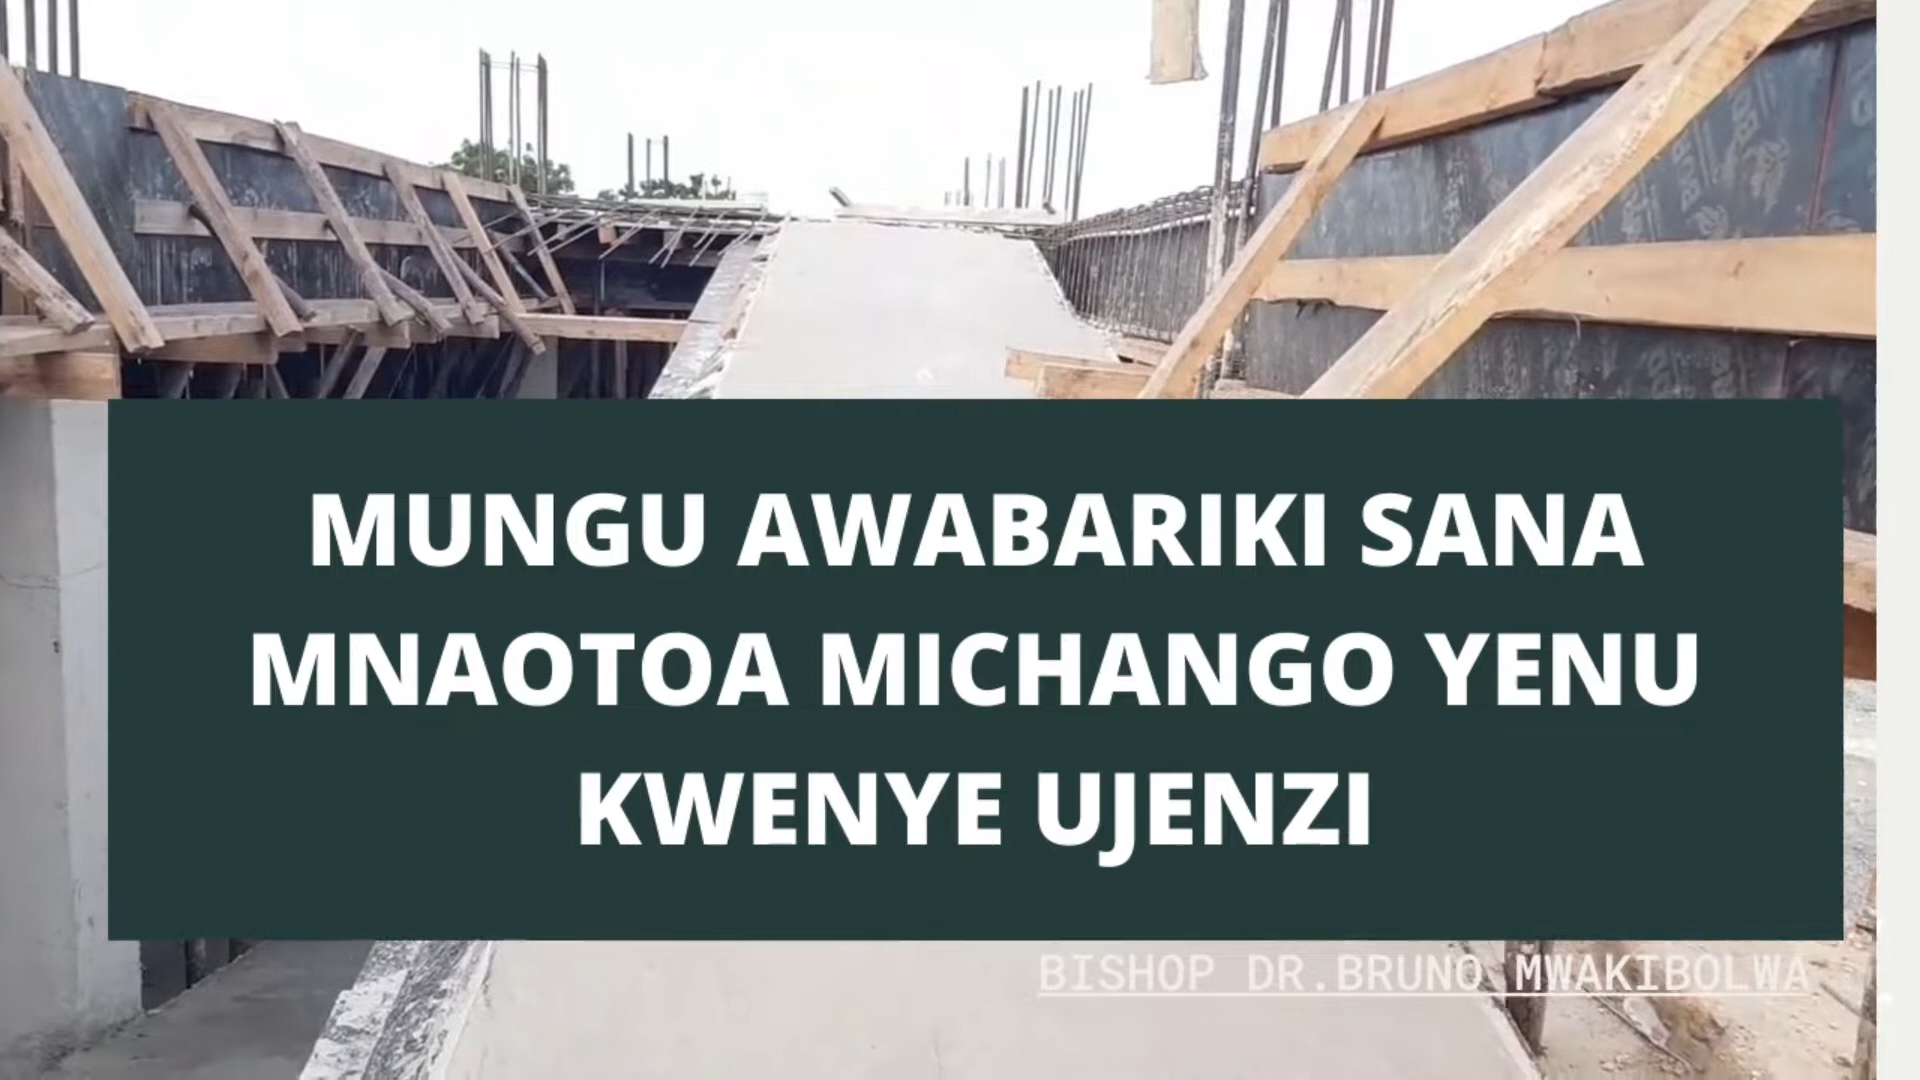 MUNGU AWABARIKI SANA
MNAOTOA MICHANGO YENU
KWENYE UJENZI
BISHOP DR.BRUNO MWAKIBOLWA